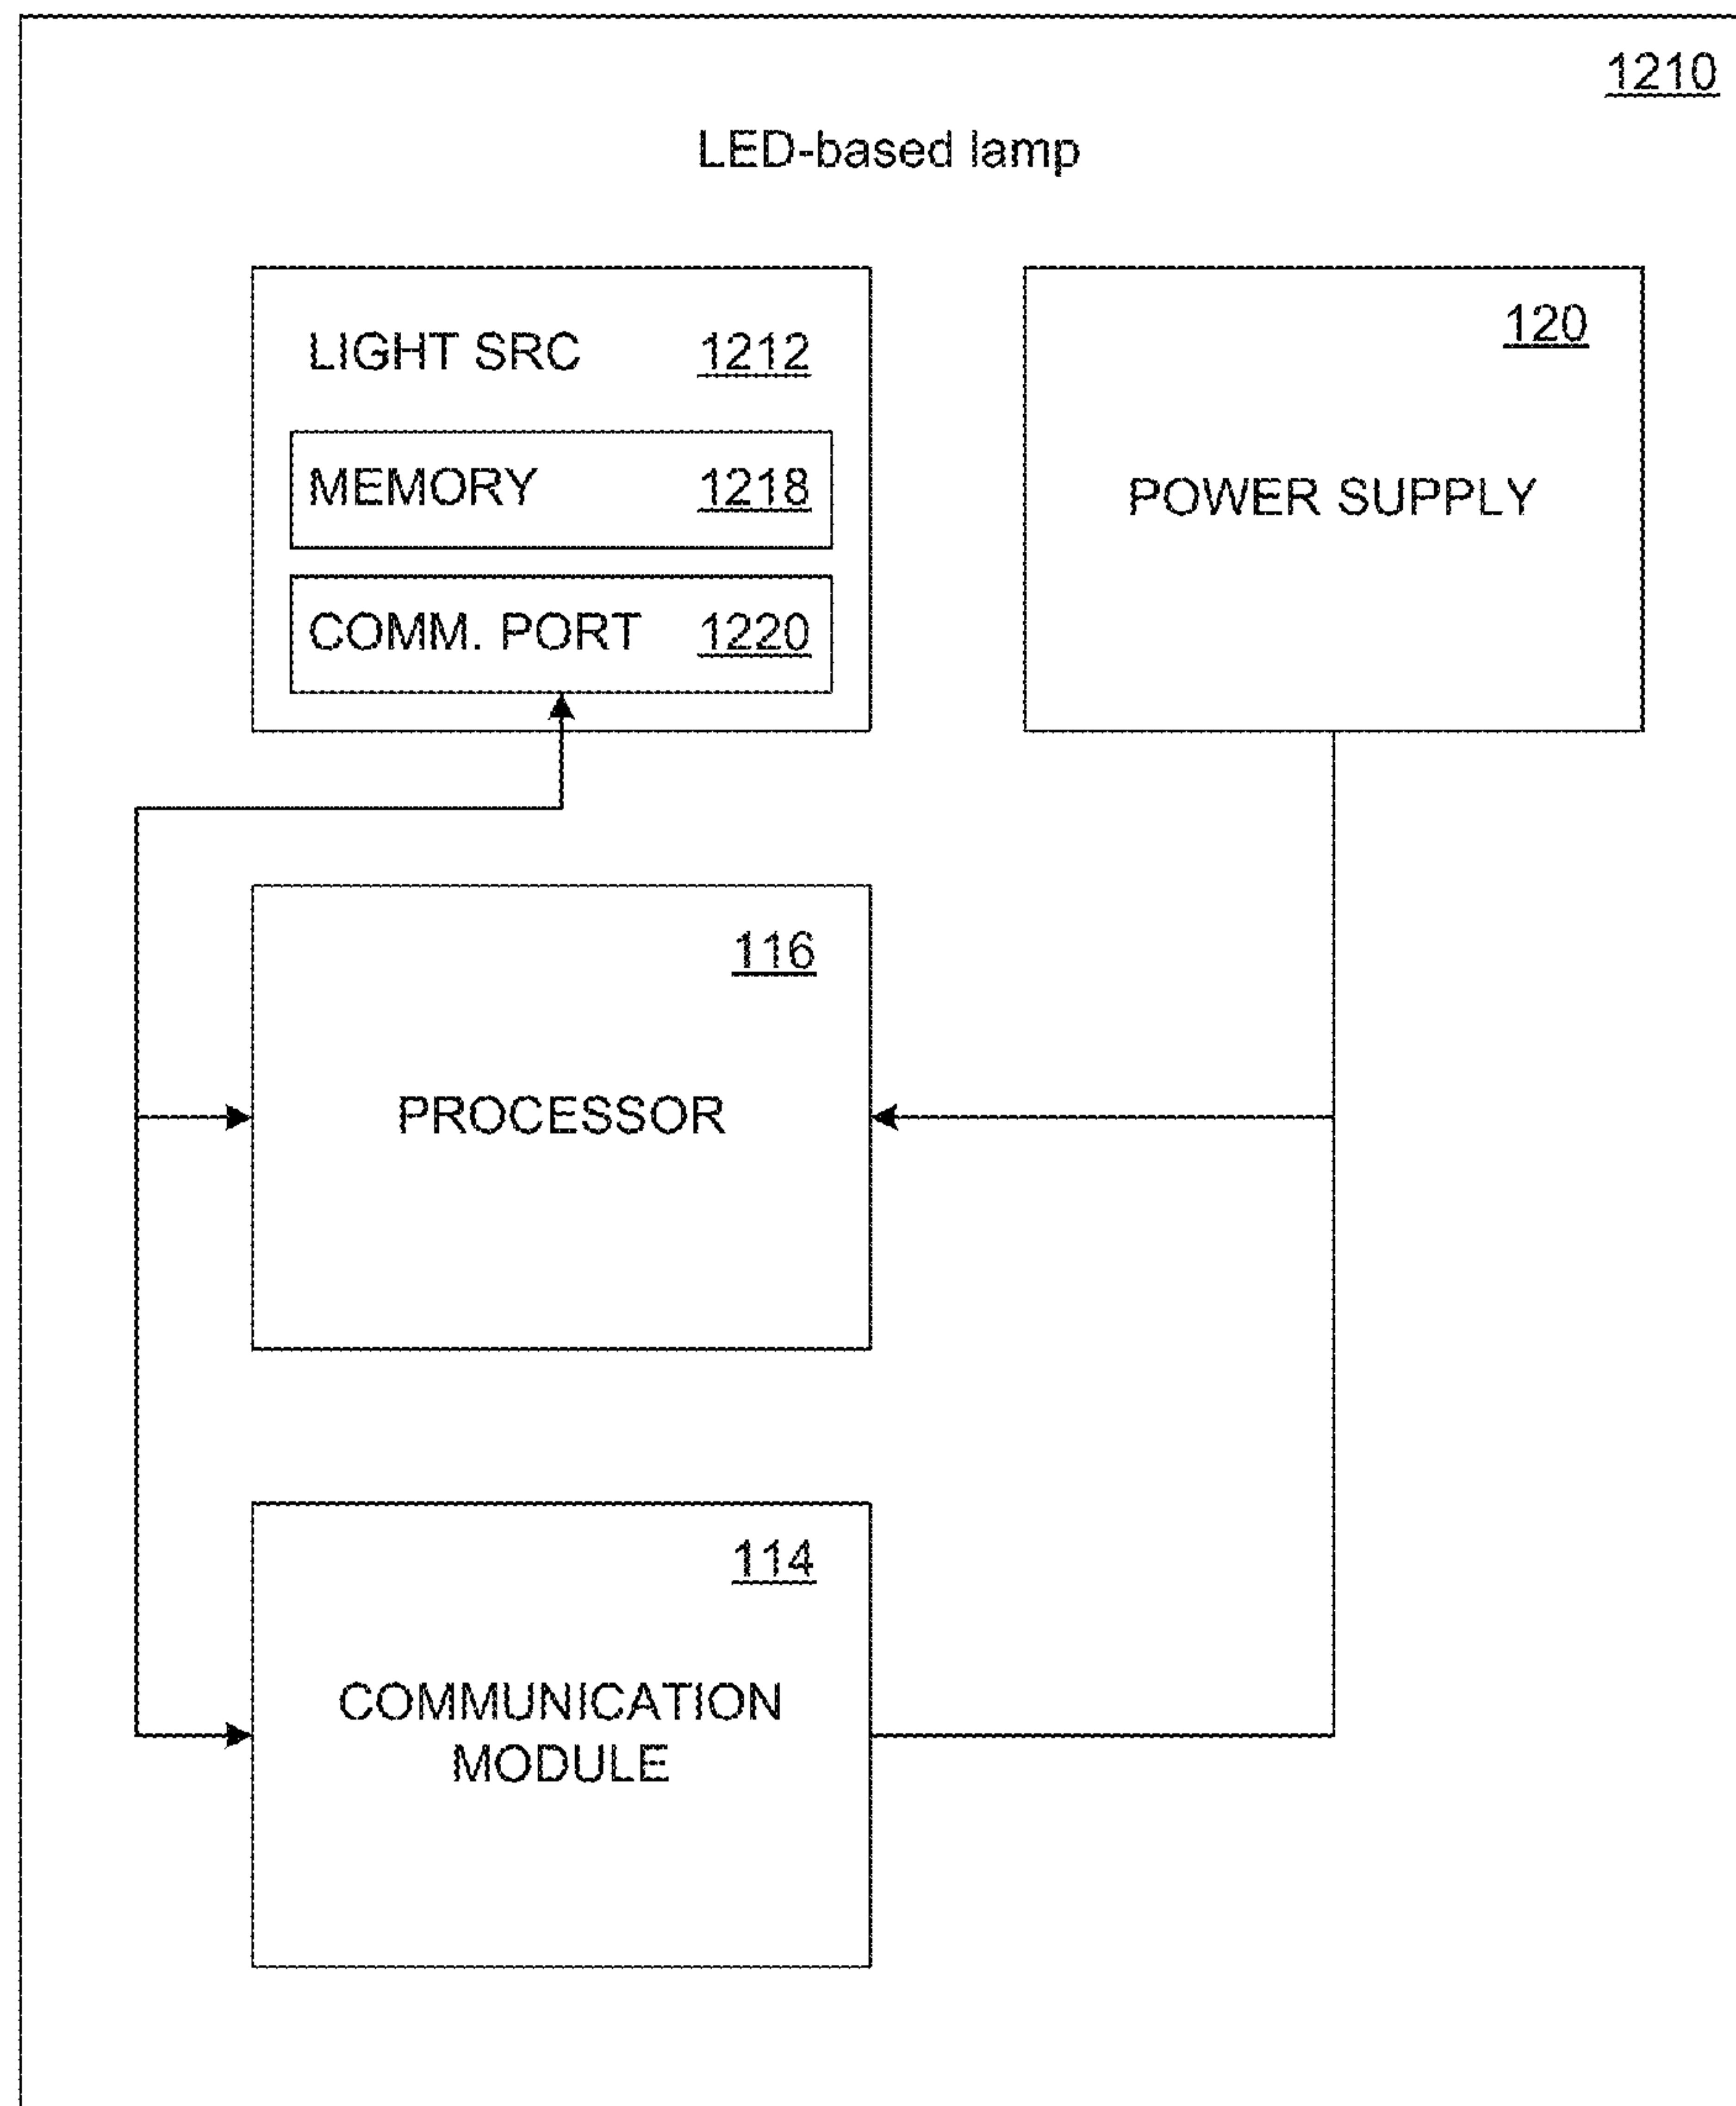 1210
LED-based lamp
LIGHT SRC 1212
MEMORY 1218
COMM. PORT 1220
120
POWER SUPPLY
116
PROCESSOR
114
COMMUNICATION
MODULE